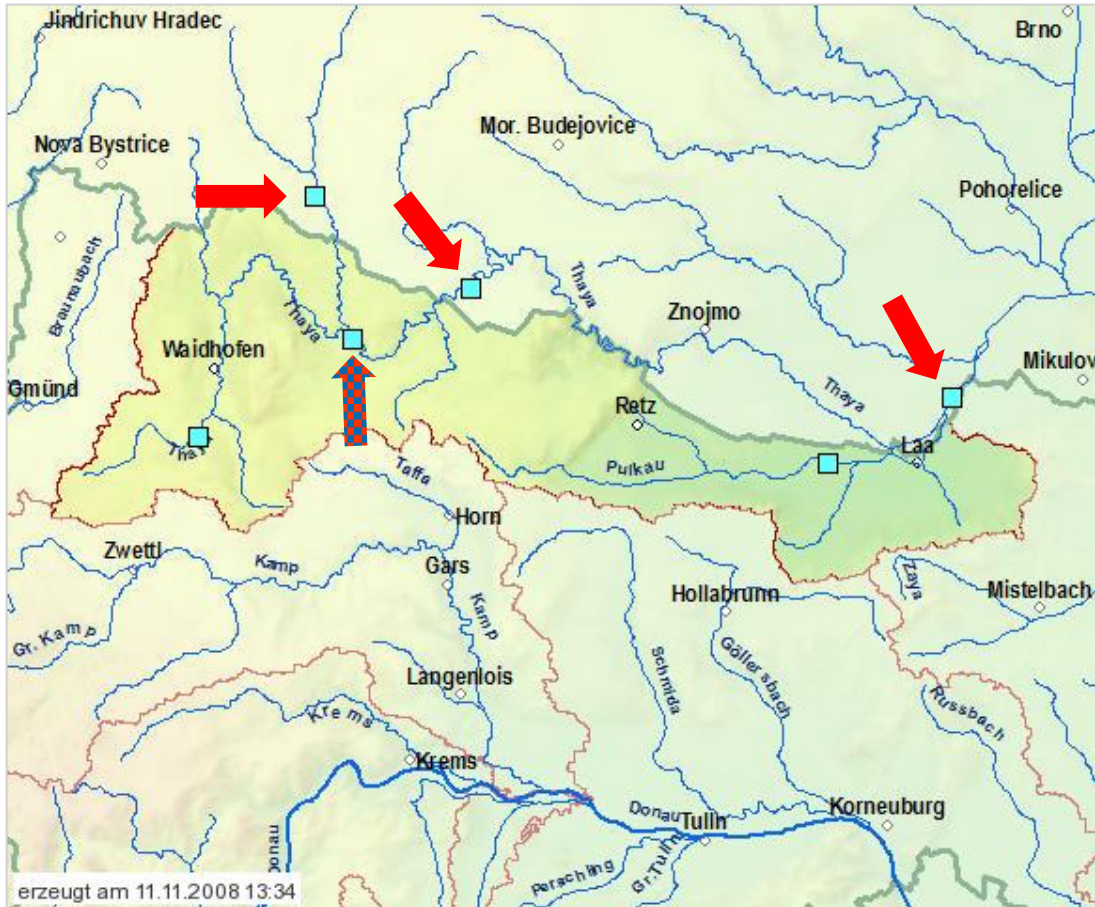 Jindrichuv Hradec
Brno
Mor. Budejovice
Nova Bystrice
Pohorelice
Braunaubach
Thaya
Thaya
Znojmo
Waidhofen
Mikulov
Gmünd
Thaya
Retz
Thaya
Laa
Pulkau
Taffa
Horn
Zwettl
Kamp
Gars
Zaya
Hollabrunn
Mistelbach
Kamp
Gr. Kamp
Schmida
Göllersbach
Langenlois
Krems
Russbach
Krems
Donau
Tulln
Korneuburg
Donau
Gr.Tulln
Perschling
erzeugt am 11.11.2008 13:34